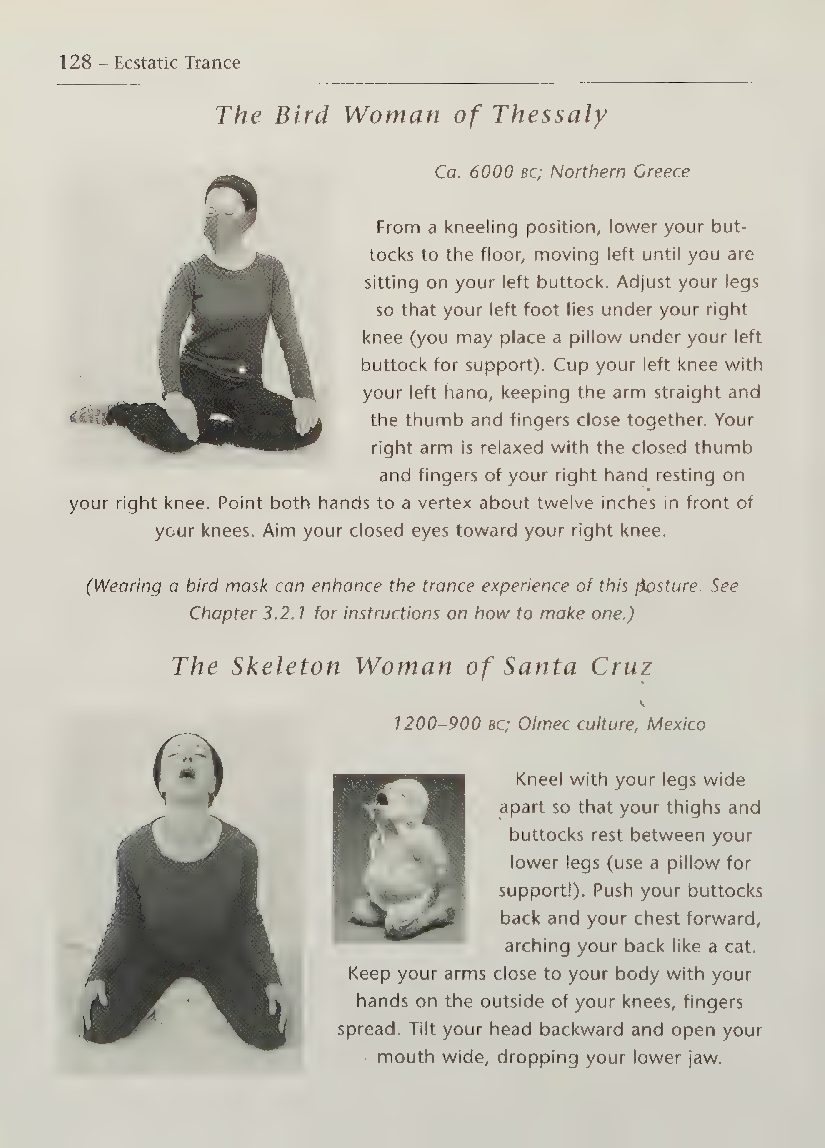 128 – Ecstatic Trance
The Bird Woman of Thessaly
Ca. 6000 BC; Northern Greece
From a kneeling position, lower your but-
tocks to the floor, moving left until you are
sitting on your left buttock. Adjust your legs
so that your left foot lies under your right
knee (you may place a pillow under your left
buttock for support). Cup your left knee with
your left hand, keeping the arm straight and
the thumb and fingers close together. Your
right arm is relaxed with the closed thumb
and fingers of your right hand resting on
your right knee. Point both hands to a vertex about twelve inches in front of
your knees. Aim your closed eyes toward your right knee.
(Wearing a bird mask can enhance the trance experience of this posture. See
Chapter 3.2.1 for instructions on how to make one.)
The Skeleton Woman of Santa Cruz
1200–900 BC; Olmec culture, Mexico
Kneel with your legs wide
apart so that your thighs and
buttocks rest between your
lower legs (use a pillow for
support!). Push your buttocks
back and your chest forward,
arching your back like a cat.
Keep your arms close to your body with your
hands on the outside of your knees, fingers
spread. Tilt your head backward and open your
mouth wide, dropping your lower jaw.